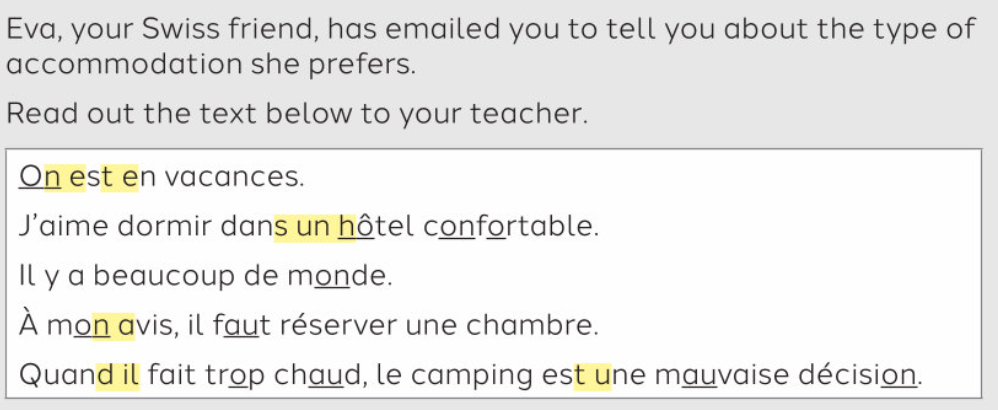 Eva, your Swiss friend, has emailed you to tell you about the type of
accommodation she prefers.
Read out the text below to your teacher.
On est en vacances.
J’aime dormir dans un hôtel confortable.
Il y a beaucoup de monde.
À mon avis, il faut réserver une chambre.
Quand il fait trop chaud, le camping est une mauvaise décision.